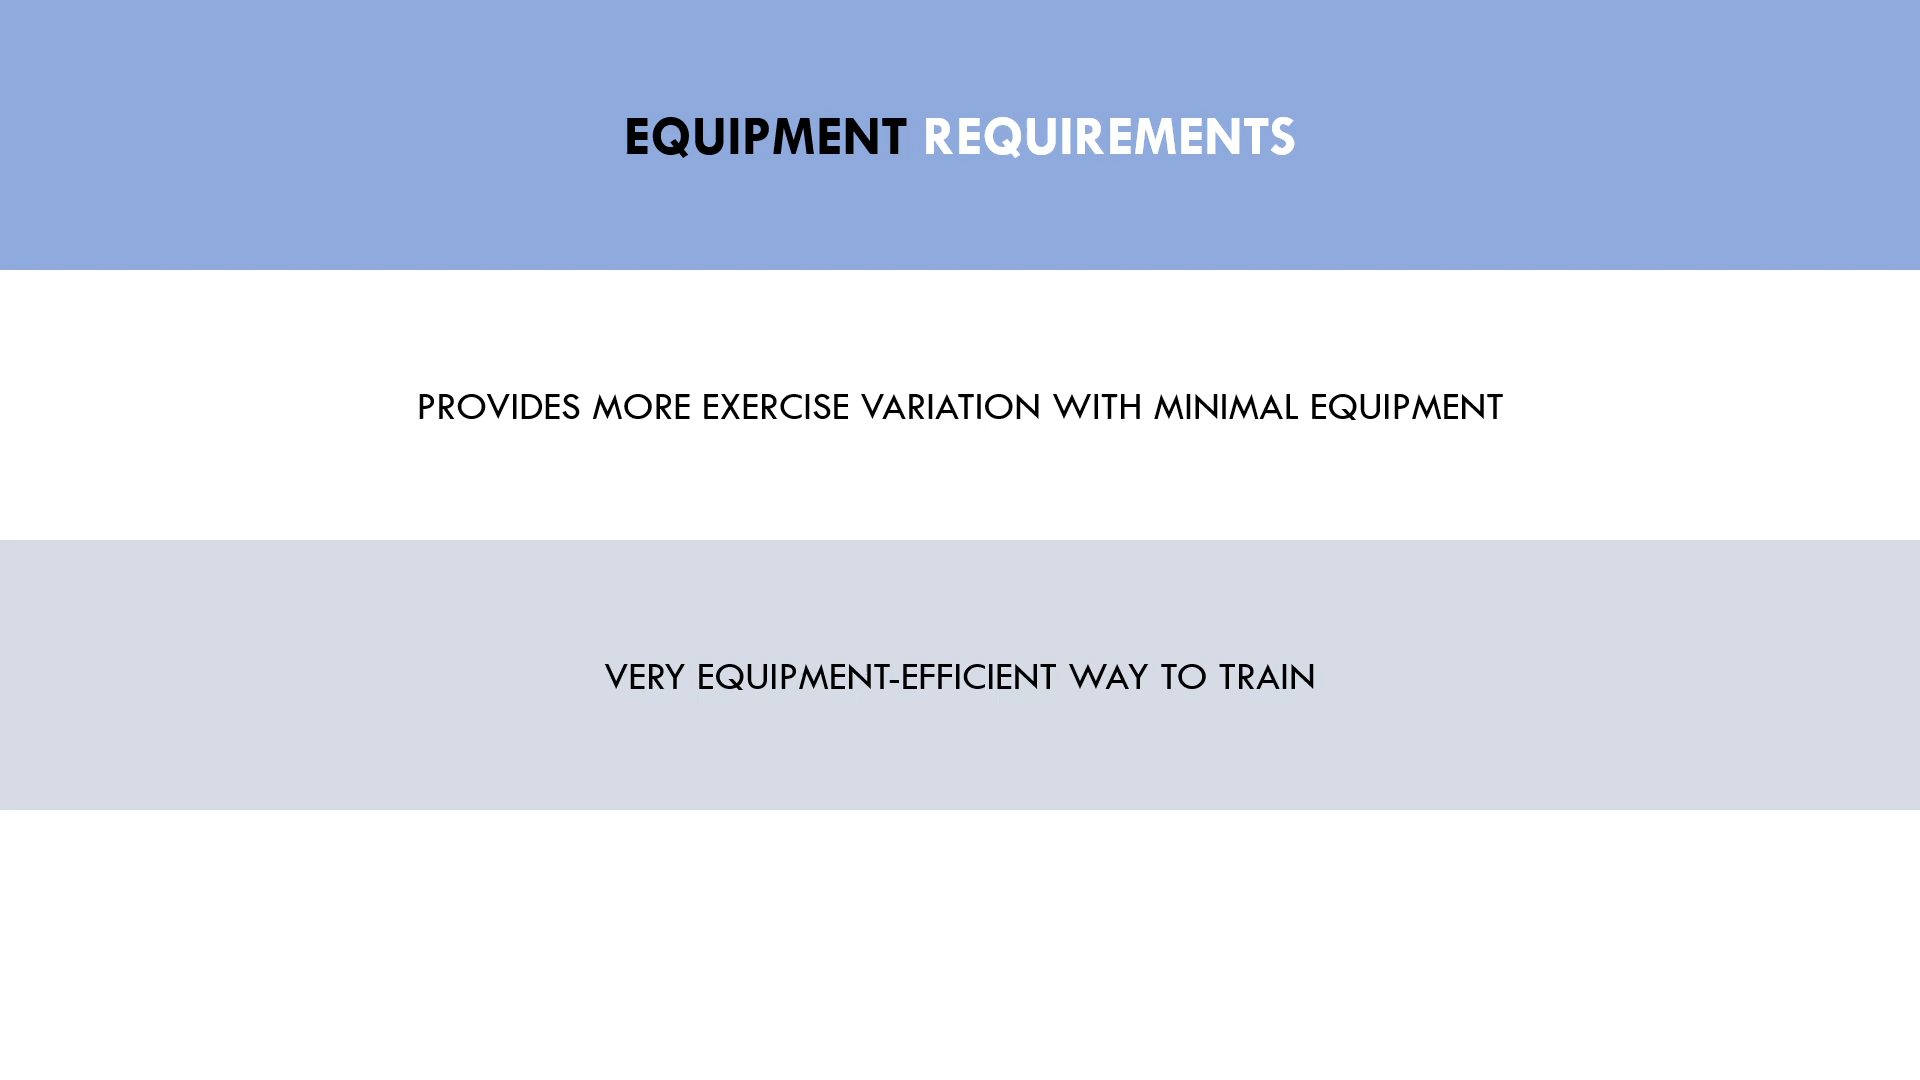 EQUIPMENT REQUIREMENTS
PROVIDES MORE EXERCISE VARIATION WITH MINIMAL EQUIPMENT
VERY EQUIPMENT-EFFICIENT WAY TO TRAIN